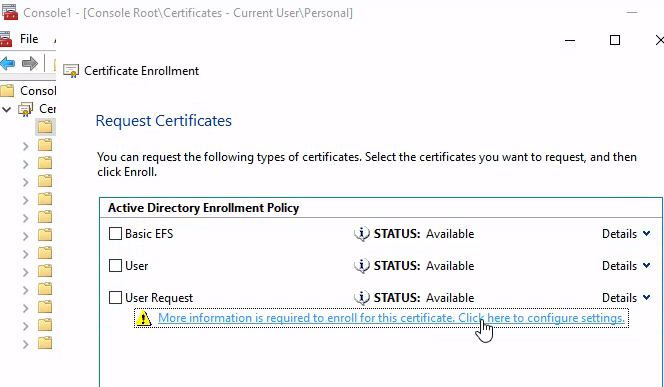 Console1 - [Console Root\Certificates - Current User\Personal]
File
Certificate Enrollment
Consol
Cer
Request Certificates
You can request the following types of certificates. Select the certificates you want to request, and then
click Enroll.
Active Directory Enrollment Policy
Basic EFS STATUS: Available Details
User STATUS: Available Details
User Request STATUS: Available Details
More information is required to enroll for this certificate. Click here to configure settings.